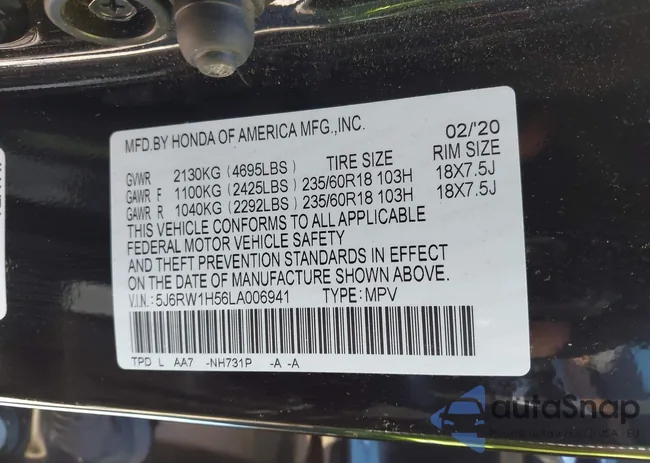 MFD.BY HONDA OF AMERICA MFG.,INC. 02/'20
GVWR 2130KG (4695LBS) TIRE SIZE RIM SIZE
GAWR F 1100KG (2425LBS) 235/60R18 103H 18X7.5J
GAWR R 1040KG (2292LBS) 235/60R18 103H 18X7.5J
THIS VEHICLE CONFORMS TO ALL APPLICABLE
FEDERAL MOTOR VEHICLE SAFETY
AND THEFT PREVENTION STANDARDS IN EFFECT
ON THE DATE OF MANUFACTURE SHOWN ABOVE.
V.I.N.: 5J6RW1H56LA006941 TYPE: MPV
TPD L AA7 -NH731P -A -A
autoSnap